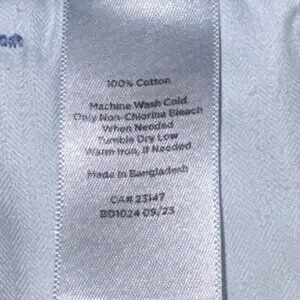 100% Cotton
Machine Wash Cold
Only Non-Chlorine Bleach
When Needed
Tumble Dry Low
Warm Iron, If Needed
Made in Bangladesh
CA# 23147
BD1024 09/23